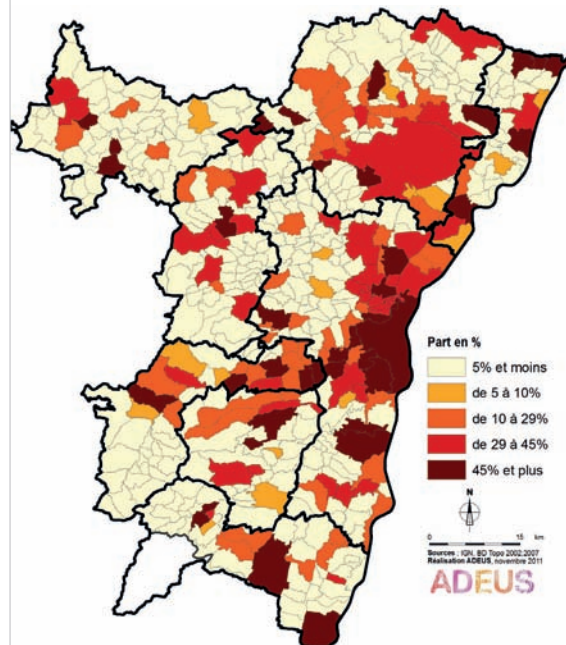 Part en %
5% et moins
de 5 à 10%
de 10 à 29%
de 29 à 45%
45% et plus
N
0 15 km
Sources : IGN, BD Topo 2002,2007
Réalisation ADEUS, novembre 2011
ADEUS